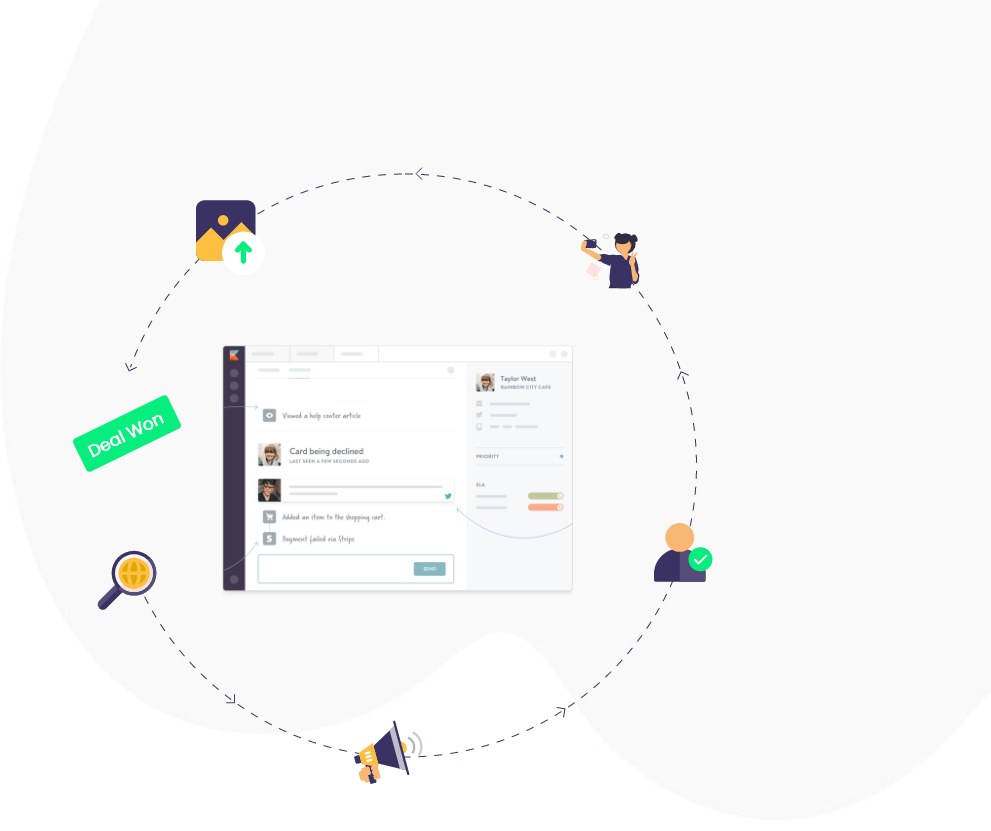 Taylor West
RAINBOW CITY CAFE
Viewed a help center article
Deal Won
Card being declined
LAST SEEN A FEW SECONDS AGO
PRIORITY
SLA
Added an item to the shopping cart.
Payment failed via Stripe
SEND